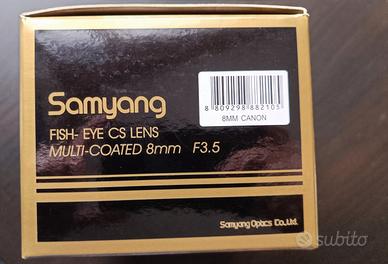 Samyang
FISH- EYE CS LENS
MULTI-COATED 8mm F3.5
8 809298 882105
8MM CANON
Samyang Optics Co., Ltd.
subito